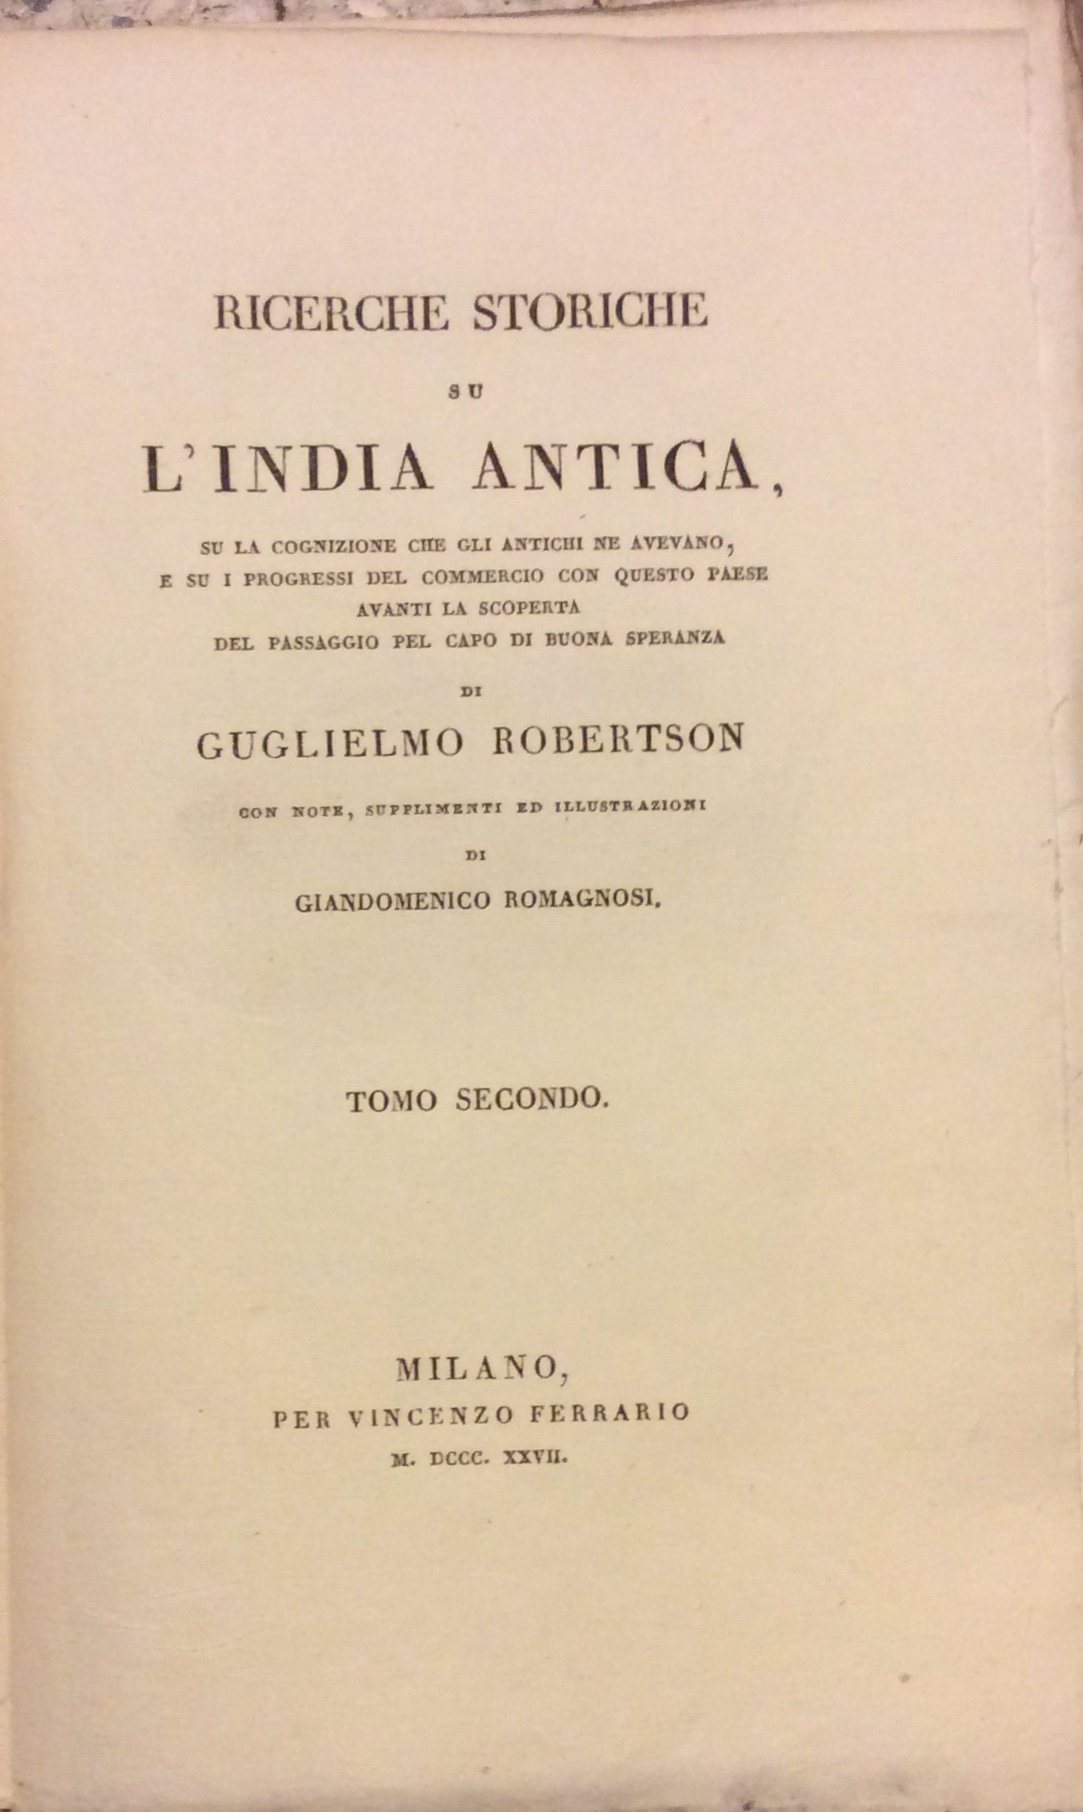 RICERCHE STORICHE
SU
L'INDIA ANTICA,
SU LA COGNIZIONE CHE GLI ANTICHI NE AVEVANO,
E SU I PROGRESSI DEL COMMERCIO CON QUESTO PAESE
AVANTI LA SCOPERTA
DEL PASSAGGIO PEL CAPO DI BUONA SPERANZA
DI
GUGLIELMO ROBERTSON
CON NOTE, SUPPLIMENTI ED ILLUSTRAZIONI
DI
GIANDOMENICO ROMAGNOSI.
TOMO SECONDO.
MILANO,
PER VINCENZO FERRARIO
M. DCCC. XXVII.